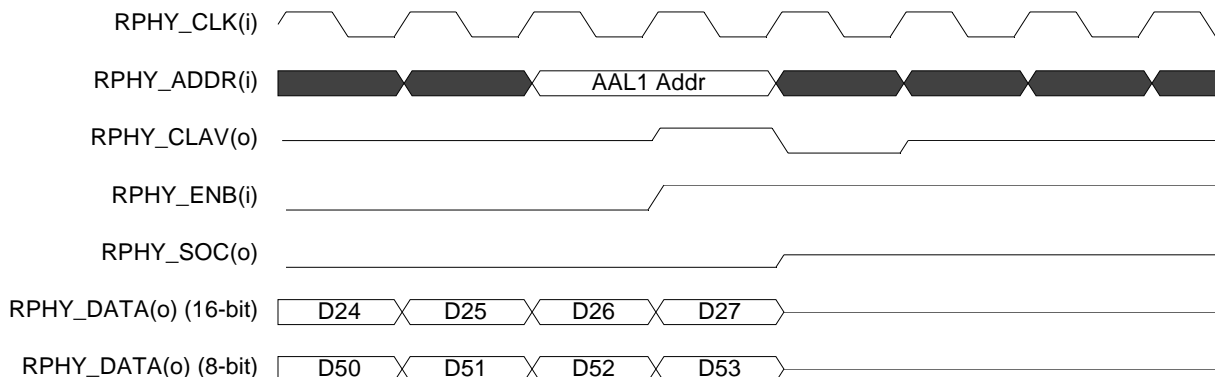 RPHY_CLK(i)
RPHY_ADDR(i) AAL1 Addr
RPHY_CLAV(o)
RPHY_ENB(i)
RPHY_SOC(o)
RPHY_DATA(o) (16-bit) D24 D25 D26 D27
RPHY_DATA(o) (8-bit) D50 D51 D52 D53